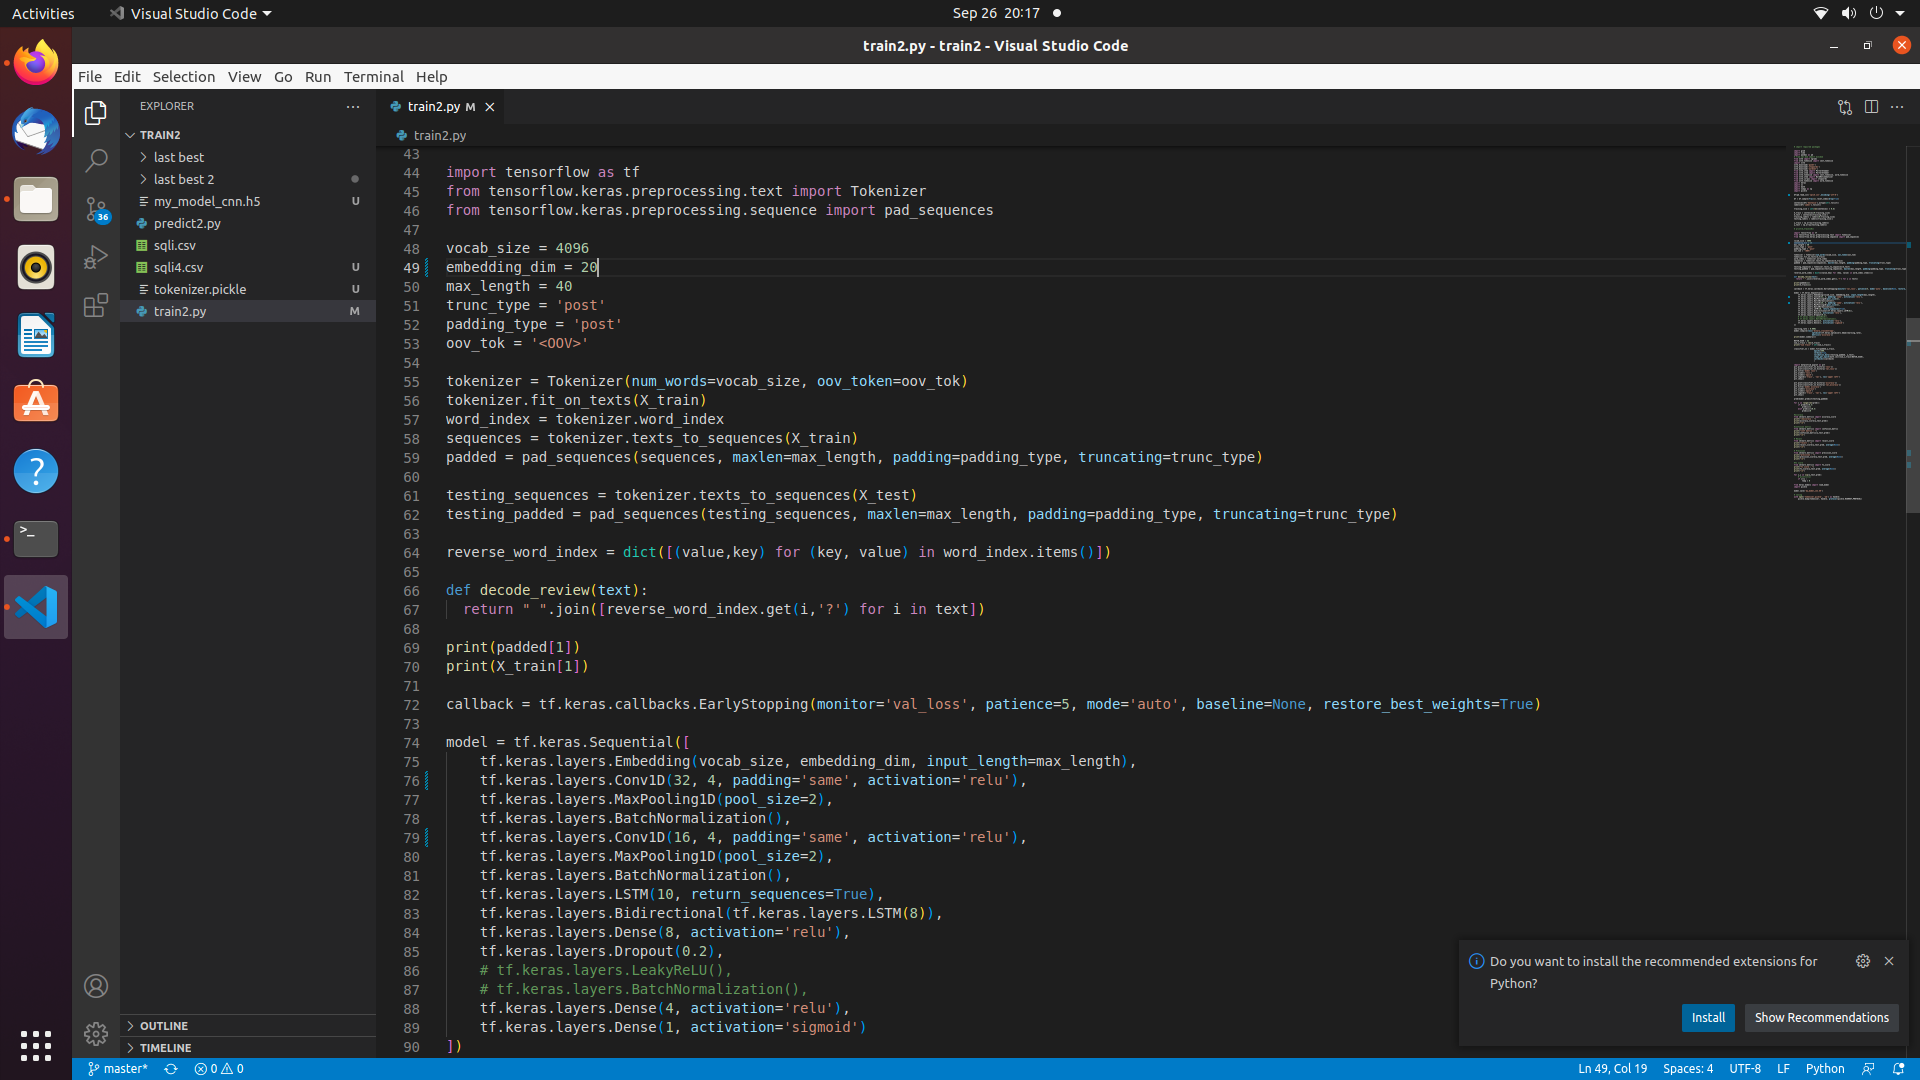 Activities
Visual Studio Code
Sep 26 20:17
train2.py - train2 - Visual Studio Code
File Edit Selection View Go Run Terminal Help
EXPLORER
TRAIN2
last best
last best 2
my_model_cnn.h5 U
predict2.py
sqli.csv
sqli4.csv U
tokenizer.pickle U
train2.py M
36
OUTLINE
TIMELINE
train2.py M
train2.py
43
44 import tensorflow as tf
45 from tensorflow.keras.preprocessing.text import Tokenizer
46 from tensorflow.keras.preprocessing.sequence import pad_sequences
47
48 vocab_size = 4096
49 embedding_dim = 20
50 max_length = 40
51 trunc_type = 'post'
52 padding_type = 'post'
53 oov_tok = '<OOV>'
54
55 tokenizer = Tokenizer(num_words=vocab_size, oov_token=oov_tok)
56 tokenizer.fit_on_texts(X_train)
57 word_index = tokenizer.word_index
58 sequences = tokenizer.texts_to_sequences(X_train)
59 padded = pad_sequences(sequences, maxlen=max_length, padding=padding_type, truncating=trunc_type)
60
61 testing_sequences = tokenizer.texts_to_sequences(X_test)
62 testing_padded = pad_sequences(testing_sequences, maxlen=max_length, padding=padding_type, truncating=trunc_type)
63
64 reverse_word_index = dict([(value,key) for (key, value) in word_index.items()])
65
66 def decode_review(text):
67   return " ".join([reverse_word_index.get(i,'?') for i in text])
68
69 print(padded[1])
70 print(X_train[1])
71
72 callback = tf.keras.callbacks.EarlyStopping(monitor='val_loss', patience=5, mode='auto', baseline=None, restore_best_weights=True)
73
74 model = tf.keras.Sequential([
75     tf.keras.layers.Embedding(vocab_size, embedding_dim, input_length=max_length),
76     tf.keras.layers.Conv1D(32, 4, padding='same', activation='relu'),
77     tf.keras.layers.MaxPooling1D(pool_size=2),
78     tf.keras.layers.BatchNormalization(),
79     tf.keras.layers.Conv1D(16, 4, padding='same', activation='relu'),
80     tf.keras.layers.MaxPooling1D(pool_size=2),
81     tf.keras.layers.BatchNormalization(),
82     tf.keras.layers.LSTM(10, return_sequences=True),
83     tf.keras.layers.Bidirectional(tf.keras.layers.LSTM(8)),
84     tf.keras.layers.Dense(8, activation='relu'),
85     tf.keras.layers.Dropout(0.2),
86     # tf.keras.layers.LeakyReLU(),
87     # tf.keras.layers.BatchNormalization(),
88     tf.keras.layers.Dense(4, activation='relu'),
89     tf.keras.layers.Dense(1, activation='sigmoid')
90 ])
Do you want to install the recommended extensions for
Python?
Install
Show Recommendations
master*
0 0
Ln 49, Col 19 Spaces: 4 UTF-8 LF Python